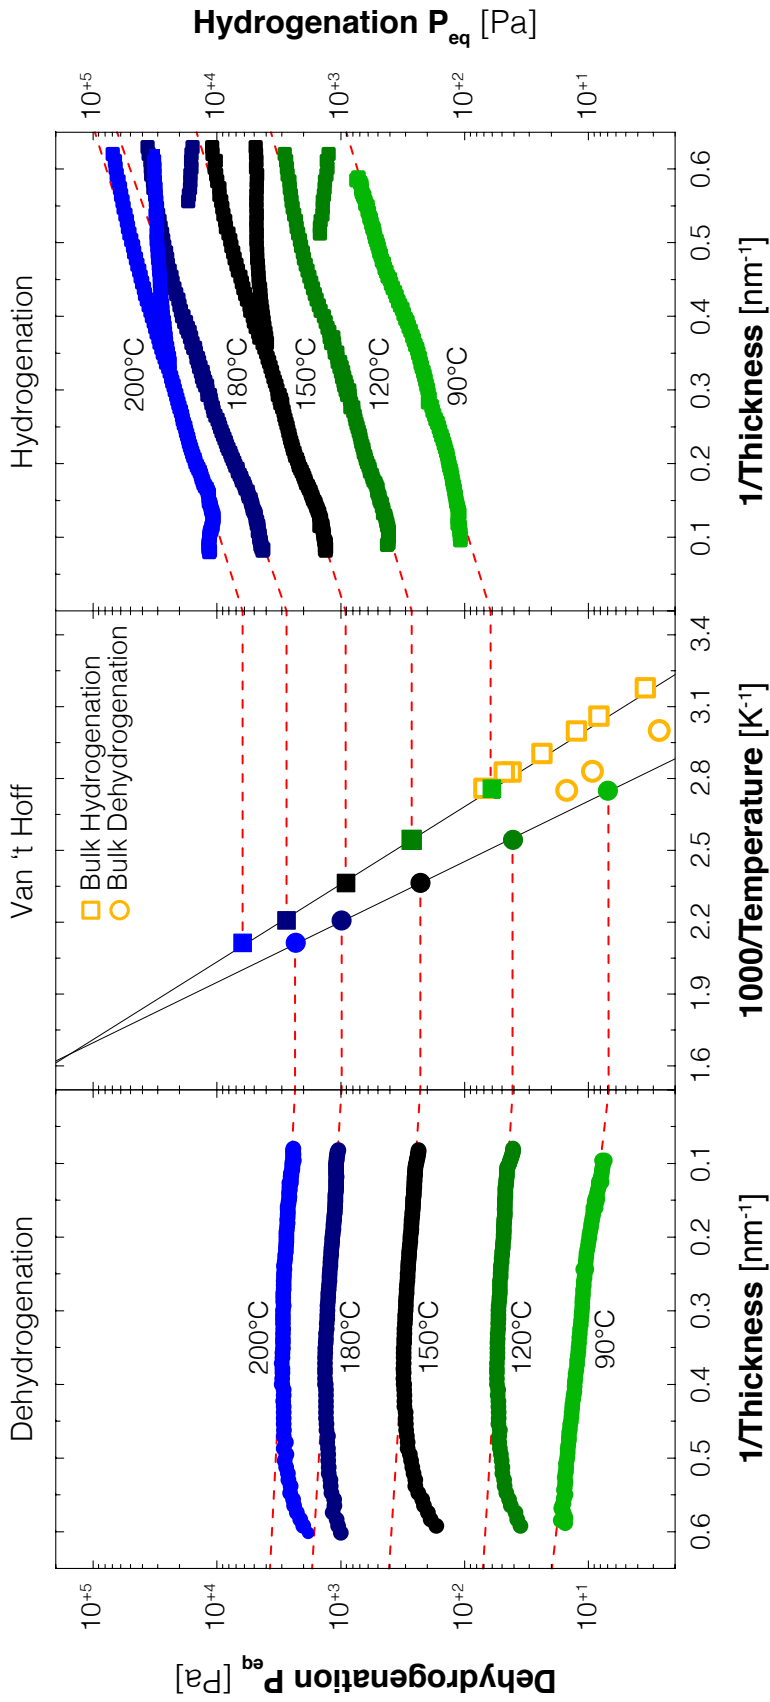 Dehydrogenation
Van ‘t Hoff
Hydrogenation
Dehydrogenation P_eq [Pa]
10⁺⁵
10⁺⁴
10⁺³
10⁺²
10⁺¹
200°C
180°C
150°C
120°C
90°C
0.6 0.5 0.4 0.3 0.2 0.1
1/Thickness [nm⁻¹]
Bulk Hydrogenation
Bulk Dehydrogenation
1.6 1.9 2.2 2.5 2.8 3.1 3.4
1000/Temperature [K⁻¹]
200°C
180°C
150°C
120°C
90°C
0.1 0.2 0.3 0.4 0.5 0.6
1/Thickness [nm⁻¹]
10⁺⁵
10⁺⁴
10⁺³
10⁺²
10⁺¹
Hydrogenation P_eq [Pa]